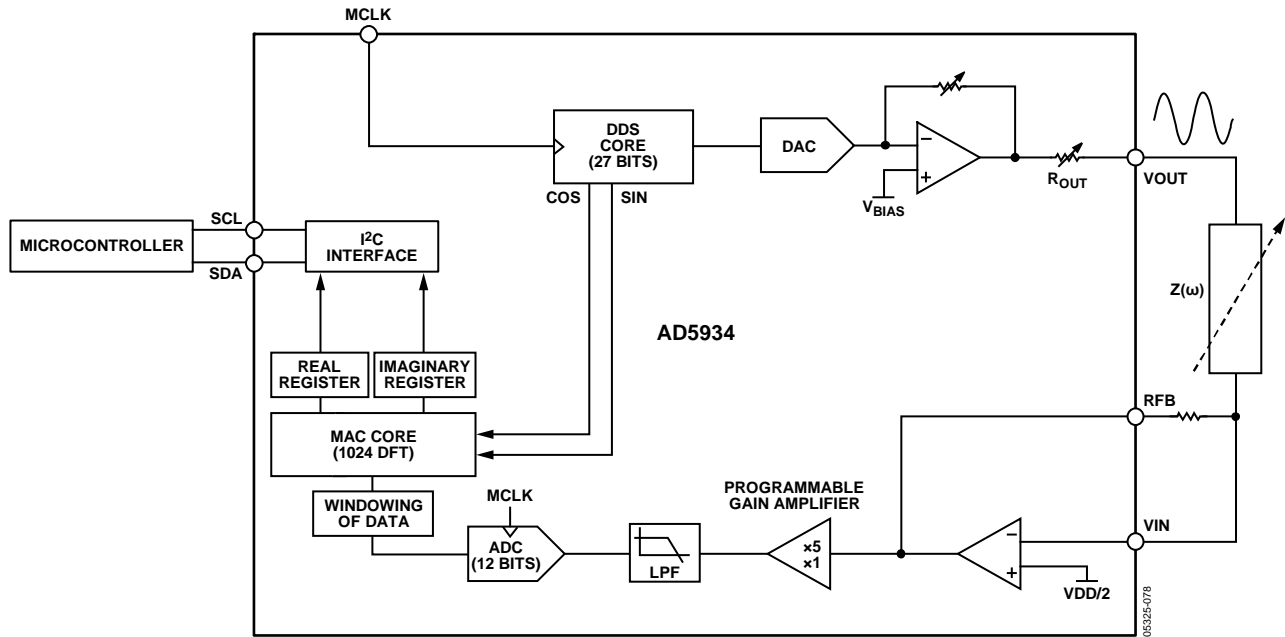 MCLK
DDS
CORE
(27 BITS)
DAC
−
+
VBIAS
ROUT
VOUT
COS
SIN
SCL
MICROCONTROLLER
SDA
I2C
INTERFACE
Z(ω)
AD5934
REAL
REGISTER
IMAGINARY
REGISTER
RFB
MAC CORE
(1024 DFT)
WINDOWING
OF DATA
MCLK
ADC
(12 BITS)
LPF
PROGRAMMABLE
GAIN AMPLIFIER
×5
×1
−
+
VIN
VDD/2
05325-078